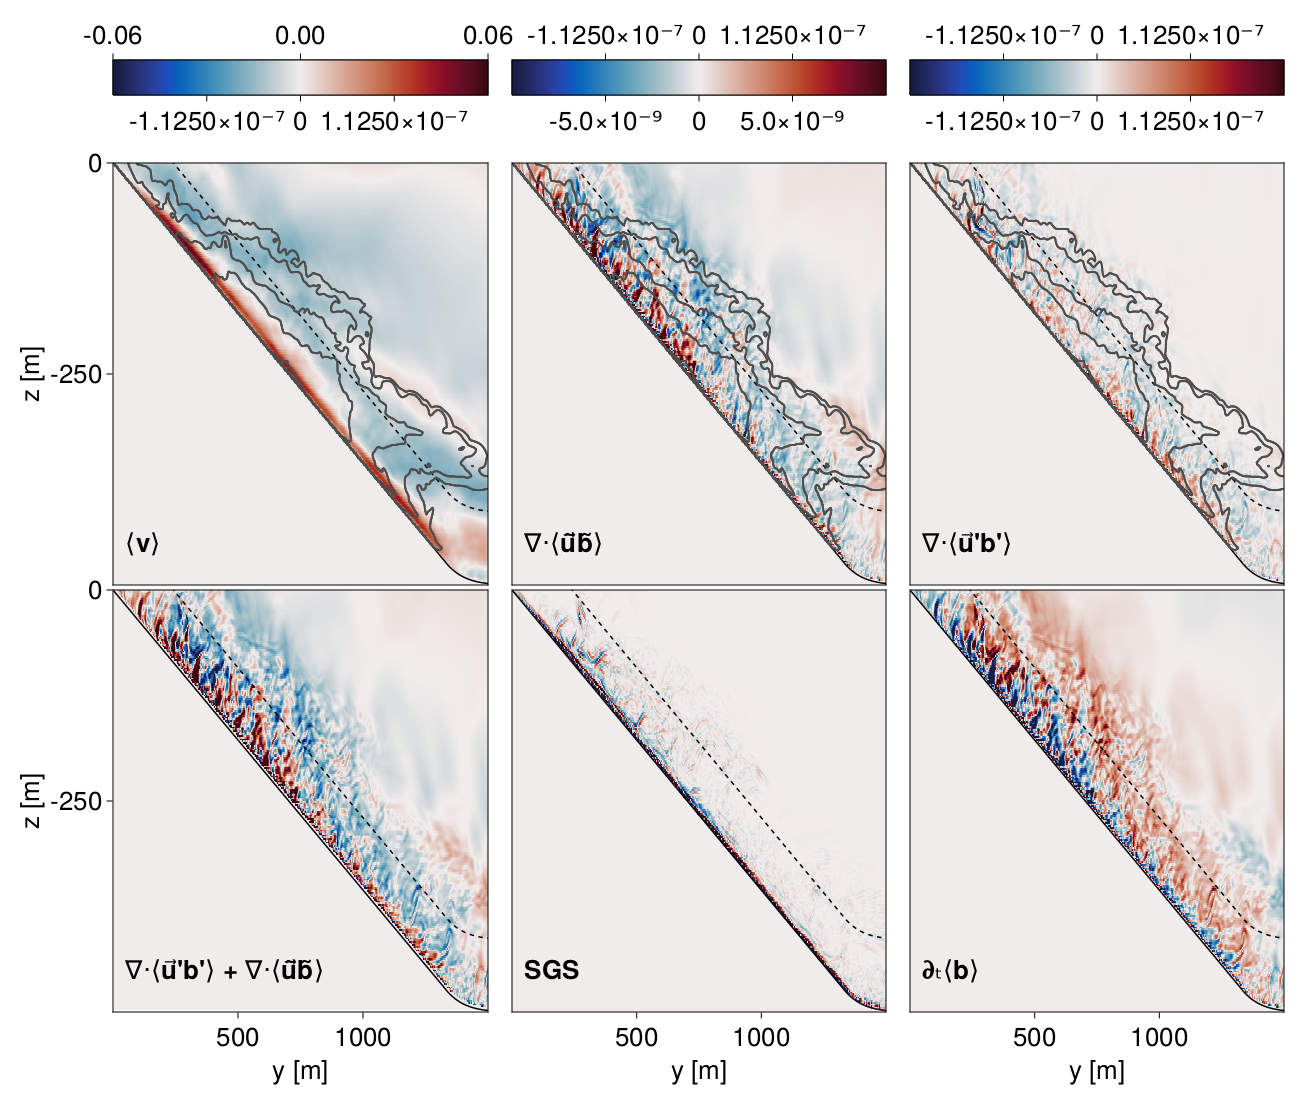 -0.06 0.00 0.06 -1.1250×10⁻⁷ 0 1.1250×10⁻⁷ -1.1250×10⁻⁷ 0 1.1250×10⁻⁷
-1.1250×10⁻⁷ 0 1.1250×10⁻⁷ -5.0×10⁻⁹ 0 5.0×10⁻⁹ -1.1250×10⁻⁷ 0 1.1250×10⁻⁷
0
z [m]
-250
⟨v⟩
∇·⟨ũ⃗b̃⟩
∇·⟨u⃗'b'⟩
0
z [m]
-250
∇·⟨u⃗'b'⟩ + ∇·⟨ũ⃗b̃⟩
SGS
∂ₜ⟨b⟩
500 1000 500 1000 500 1000
y [m] y [m] y [m]